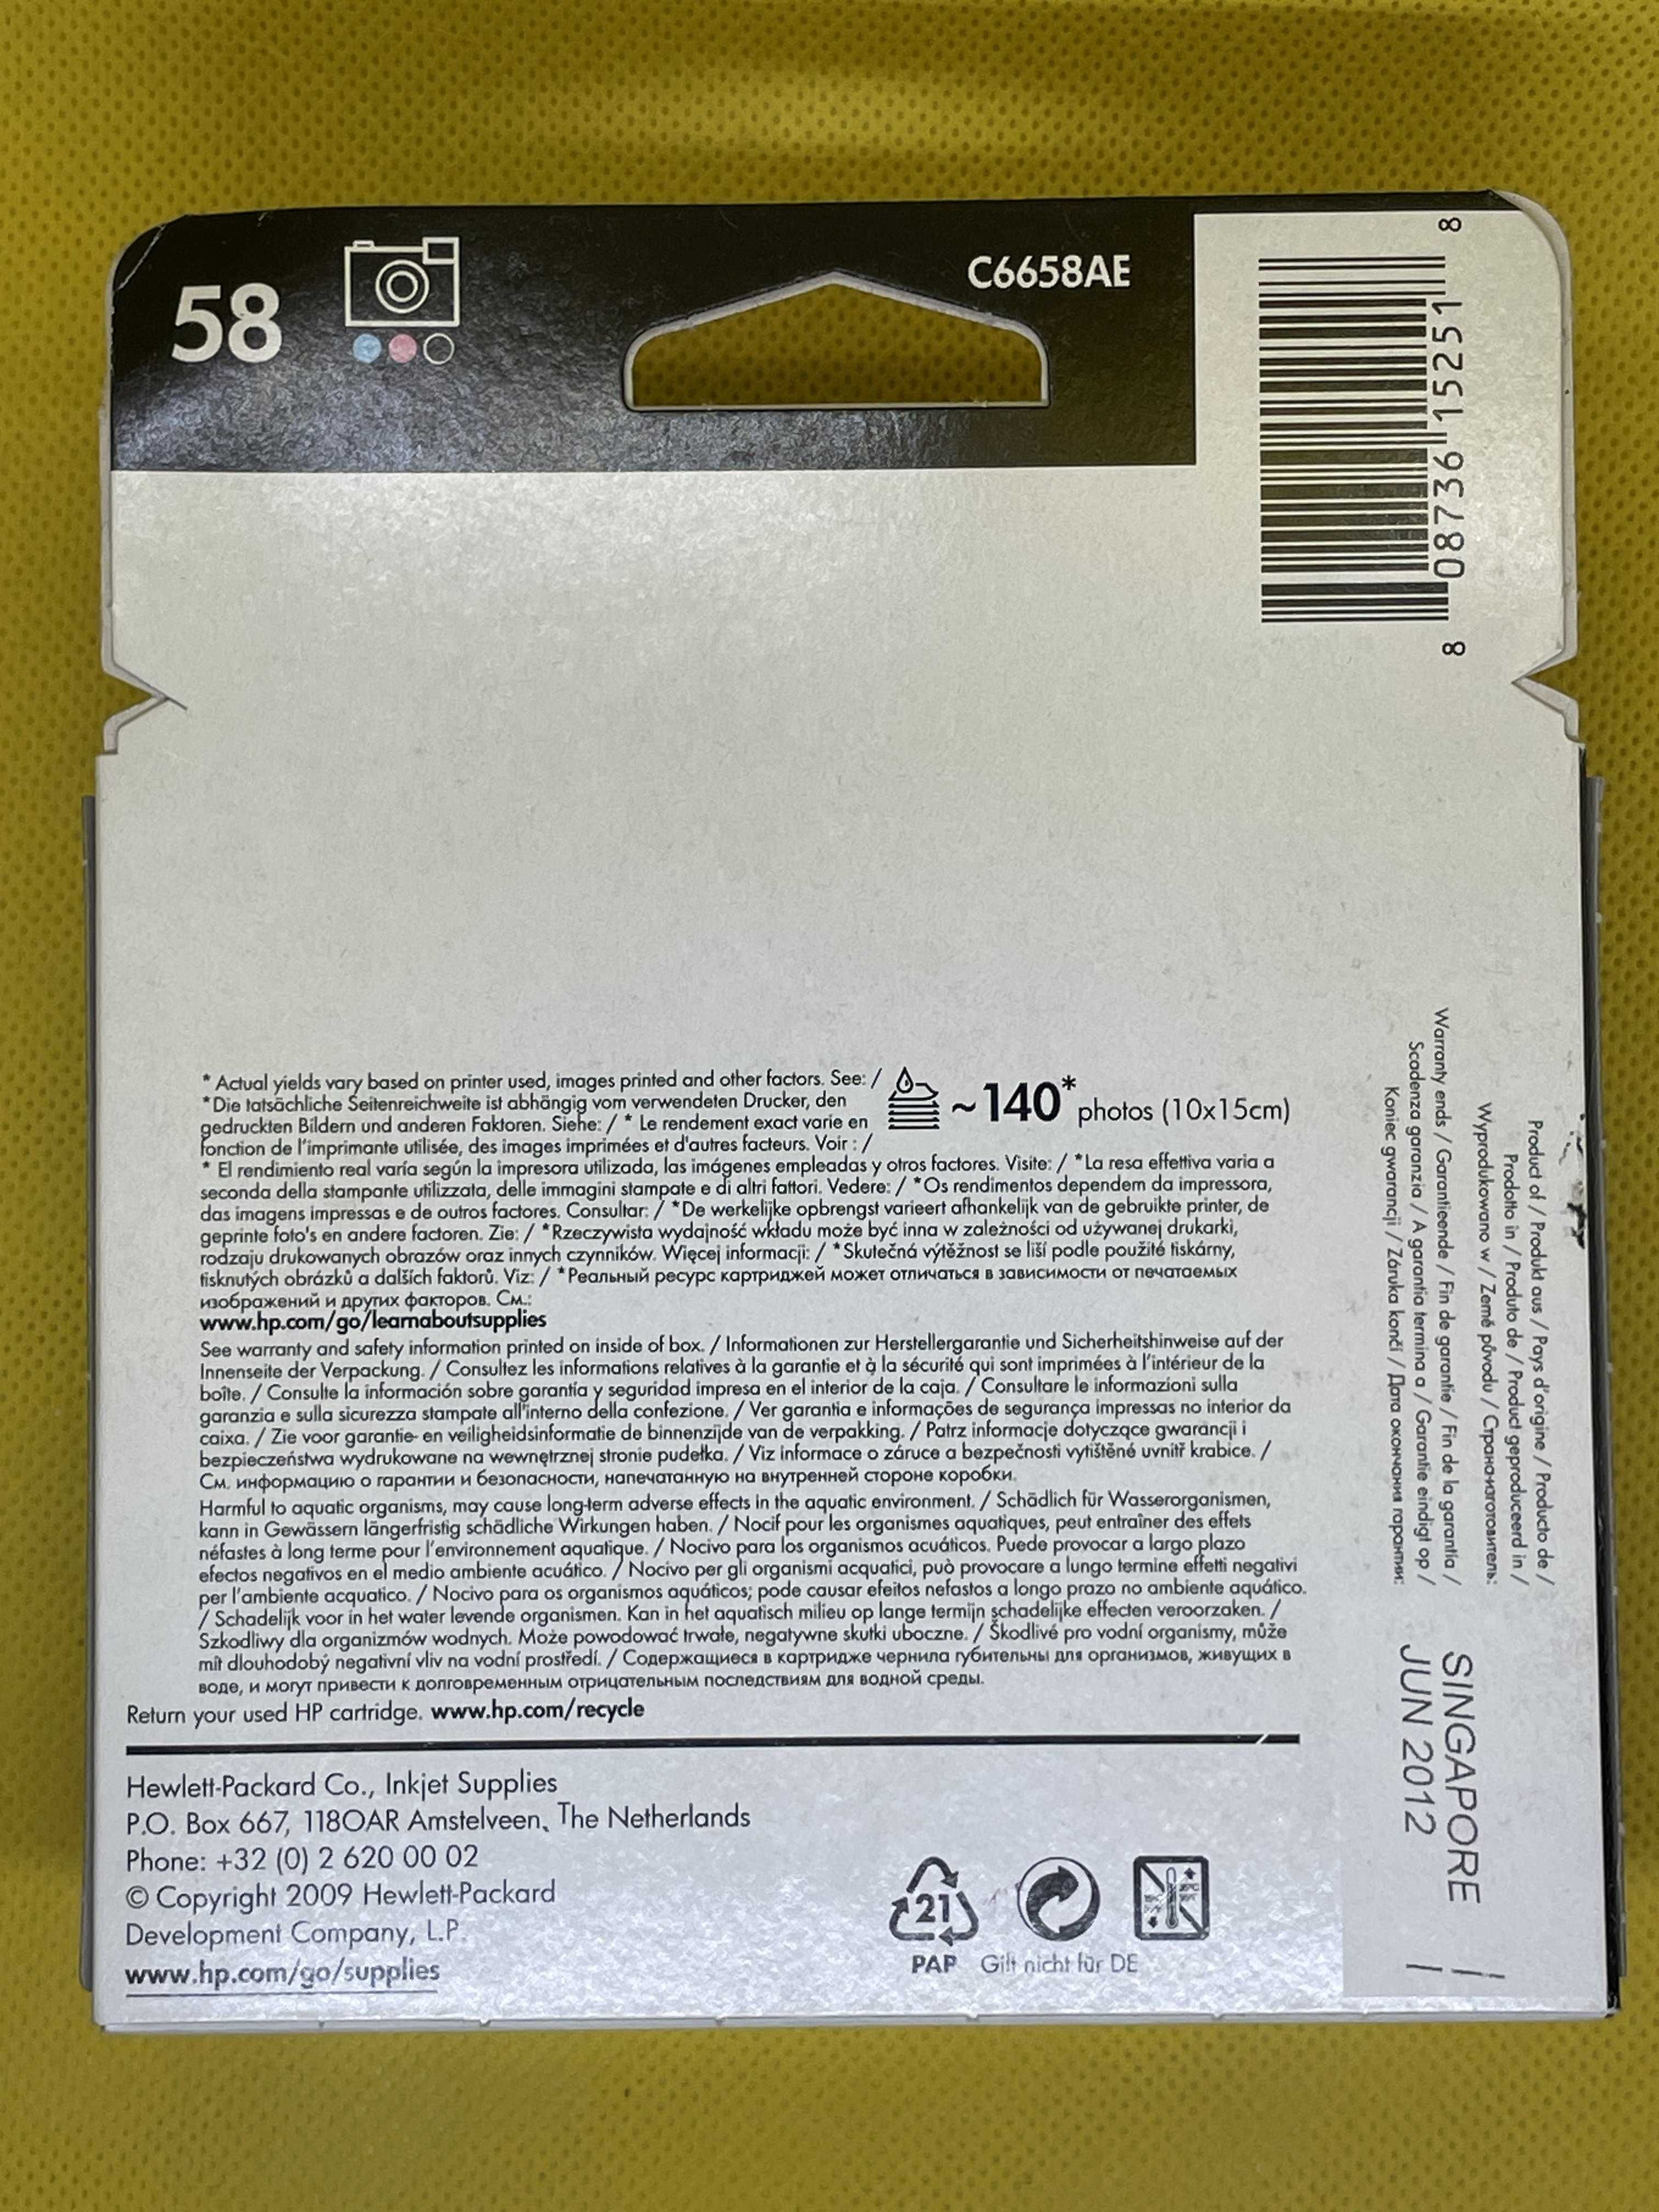 58
C6658AE
8 08736 15251 8
* Actual yields vary based on printer used, images printed and other factors. See: /
*Die tatsächliche Seitenreichweite ist abhängig vom verwendeten Drucker, den
gedruckten Bildern und anderen Faktoren. Siehe: / * Le rendement exact varie en
fonction de l'imprimante utilisée, des images imprimées et d'autres facteurs. Voir : /
~140* photos (10x15cm)
* El rendimiento real varía según la impresora utilizada, las imágenes empleadas y otros factores. Visite: / *La resa effettiva varia a
seconda della stampante utilizzata, delle immagini stampate e di altri fattori. Vedere: / *Os rendimentos dependem da impressora,
das imagens impressas e de outros factores. Consultar: / *De werkelijke opbrengst varieert afhankelijk van de gebruikte printer, de
geprinte foto's en andere factoren. Zie: / *Rzeczywista wydajność wkładu może być inna w zależności od używanej drukarki,
rodzaju drukowanych obrazów oraz innych czynników. Więcej informacji: / *Skutečná výtěžnost se liší podle použité tiskárny,
tisknutých obrázků a dalších faktorů. Viz: / *Реальный ресурс картриджей может отличаться в зависимости от печатаемых
изображений и других факторов. См.:
www.hp.com/go/learnaboutsupplies
See warranty and safety information printed on inside of box. / Informationen zur Herstellergarantie und Sicherheitshinweise auf der
Innenseite der Verpackung. / Consultez les informations relatives à la garantie et à la sécurité qui sont imprimées à l'intérieur de la
boîte. / Consulte la información sobre garantía y seguridad impresa en el interior de la caja. / Consultare le informazioni sulla
garanzia e sulla sicurezza stampate all'interno della confezione. / Ver garantia e informações de segurança impressas no interior da
caixa. / Zie voor garantie- en veiligheidsinformatie de binnenzijde van de verpakking. / Patrz informacje dotyczące gwarancji i
bezpieczeństwa wydrukowane na wewnętrznej stronie pudełka. / Viz informace o záruce a bezpečnosti vytištěné uvnitř krabice. /
См. информацию о гарантии и безопасности, напечатанную на внутренней стороне коробки.
Harmful to aquatic organisms, may cause long-term adverse effects in the aquatic environment. / Schädlich für Wasserorganismen,
kann in Gewässern längerfristig schädliche Wirkungen haben. / Nocif pour les organismes aquatiques, peut entraîner des effets
néfastes à long terme pour l'environnement aquatique. / Nocivo para los organismos acuáticos. Puede provocar a largo plazo
efectos negativos en el medio ambiente acuático. / Nocivo per gli organismi acquatici, può provocare a lungo termine effetti negativi
per l'ambiente acquatico. / Nocivo para os organismos aquáticos; pode causar efeitos nefastos a longo prazo no ambiente aquático.
/ Schadelijk voor in het water levende organismen. Kan in het aquatisch milieu op lange termijn schadelijke effecten veroorzaken. /
Szkodliwy dla organizmów wodnych. Może powodować trwałe, negatywne skutki uboczne. / Škodlivé pro vodní organismy, může
mít dlouhodobý negativní vliv na vodní prostředí. / Содержащиеся в картридже чернила губительны для организмов, живущих в
воде, и могут привести к долговременным отрицательным последствиям для водной среды.
Return your used HP cartridge. www.hp.com/recycle
Hewlett-Packard Co., Inkjet Supplies
P.O. Box 667, 118OAR Amstelveen, The Netherlands
Phone: +32 (0) 2 620 00 02
© Copyright 2009 Hewlett-Packard
Development Company, L.P.
www.hp.com/go/supplies
21
PAP
Gilt nicht für DE
Product of / Produkt aus / Pays d'origine / Producto de /
Prodotto in / Produto de / Product geproduceerd in /
Wyprodukowano w / Země původu / Страна-изготовитель:
SINGAPORE
Warranty ends / Garantieende / Fin de garantie / Fin de la garantía /
Scadenza garanzia / A garantia termina a / Garantie eindigt op /
Koniec gwarancji / Záruka končí / Дата окончания гарантии:
JUN 2012